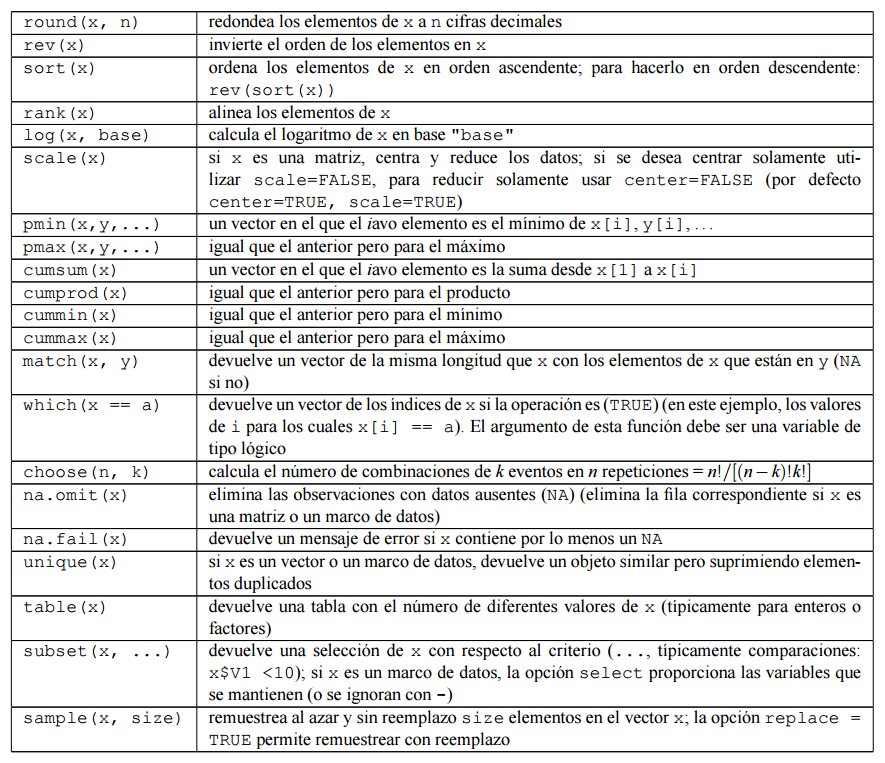 round(x, n) redondea los elementos de x a n cifras decimales
rev(x) invierte el orden de los elementos en x
sort(x) ordena los elementos de x en orden ascendente; para hacerlo en orden descendente:
rev(sort(x))
rank(x) alinea los elementos de x
log(x, base) calcula el logaritmo de x en base "base"
scale(x) si x es una matriz, centra y reduce los datos; si se desea centrar solamente uti-
lizar scale=FALSE, para reducir solamente usar center=FALSE (por defecto
center=TRUE, scale=TRUE)
pmin(x,y,...) un vector en el que el iavo elemento es el mínimo de x[i], y[i], ...
pmax(x,y,...) igual que el anterior pero para el máximo
cumsum(x) un vector en el que el iavo elemento es la suma desde x[1] a x[i]
cumprod(x) igual que el anterior pero para el producto
cummin(x) igual que el anterior pero para el mínimo
cummax(x) igual que el anterior pero para el máximo
match(x, y) devuelve un vector de la misma longitud que x con los elementos de x que están en y (NA
si no)
which(x == a) devuelve un vector de los índices de x si la operación es (TRUE) (en este ejemplo, los valores
de i para los cuales x[i] == a). El argumento de esta función debe ser una variable de
tipo lógico
choose(n, k) calcula el número de combinaciones de k eventos en n repeticiones = n!/[(n−k)!k!]
na.omit(x) elimina las observaciones con datos ausentes (NA) (elimina la fila correspondiente si x es
una matriz o un marco de datos)
na.fail(x) devuelve un mensaje de error si x contiene por lo menos un NA
unique(x) si x es un vector o un marco de datos, devuelve un objeto similar pero suprimiendo elemen-
tos duplicados
table(x) devuelve una tabla con el número de diferentes valores de x (típicamente para enteros o
factores)
subset(x, ...) devuelve una selección de x con respecto al criterio (..., típicamente comparaciones:
x$V1 <10); si x es un marco de datos, la opción select proporciona las variables que
se mantienen (o se ignoran con -)
sample(x, size) remuestrea al azar y sin reemplazo size elementos en el vector x; la opción replace =
TRUE permite remuestrear con reemplazo